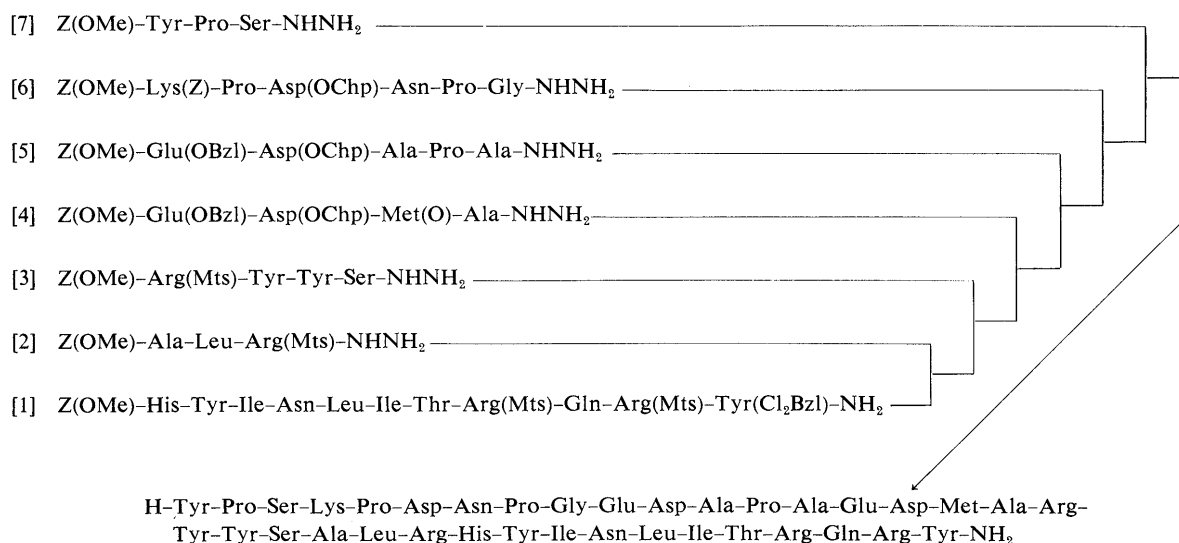 [7] Z(OMe)–Tyr–Pro–Ser–NHNH₂
[6] Z(OMe)–Lys(Z)–Pro–Asp(OChp)–Asn–Pro–Gly–NHNH₂
[5] Z(OMe)–Glu(OBzl)–Asp(OChp)–Ala–Pro–Ala–NHNH₂
[4] Z(OMe)–Glu(OBzl)–Asp(OChp)–Met(O)–Ala–NHNH₂
[3] Z(OMe)–Arg(Mts)–Tyr–Tyr–Ser–NHNH₂
[2] Z(OMe)–Ala–Leu–Arg(Mts)–NHNH₂
[1] Z(OMe)–His–Tyr–Ile–Asn–Leu–Ile–Thr–Arg(Mts)–Gln–Arg(Mts)–Tyr(Cl₂Bzl)–NH₂
H–Tyr–Pro–Ser–Lys–Pro–Asp–Asn–Pro–Gly–Glu–Asp–Ala–Pro–Ala–Glu–Asp–Met–Ala–Arg–
Tyr–Tyr–Ser–Ala–Leu–Arg–His–Tyr–Ile–Asn–Leu–Ile–Thr–Arg–Gln–Arg–Tyr–NH₂